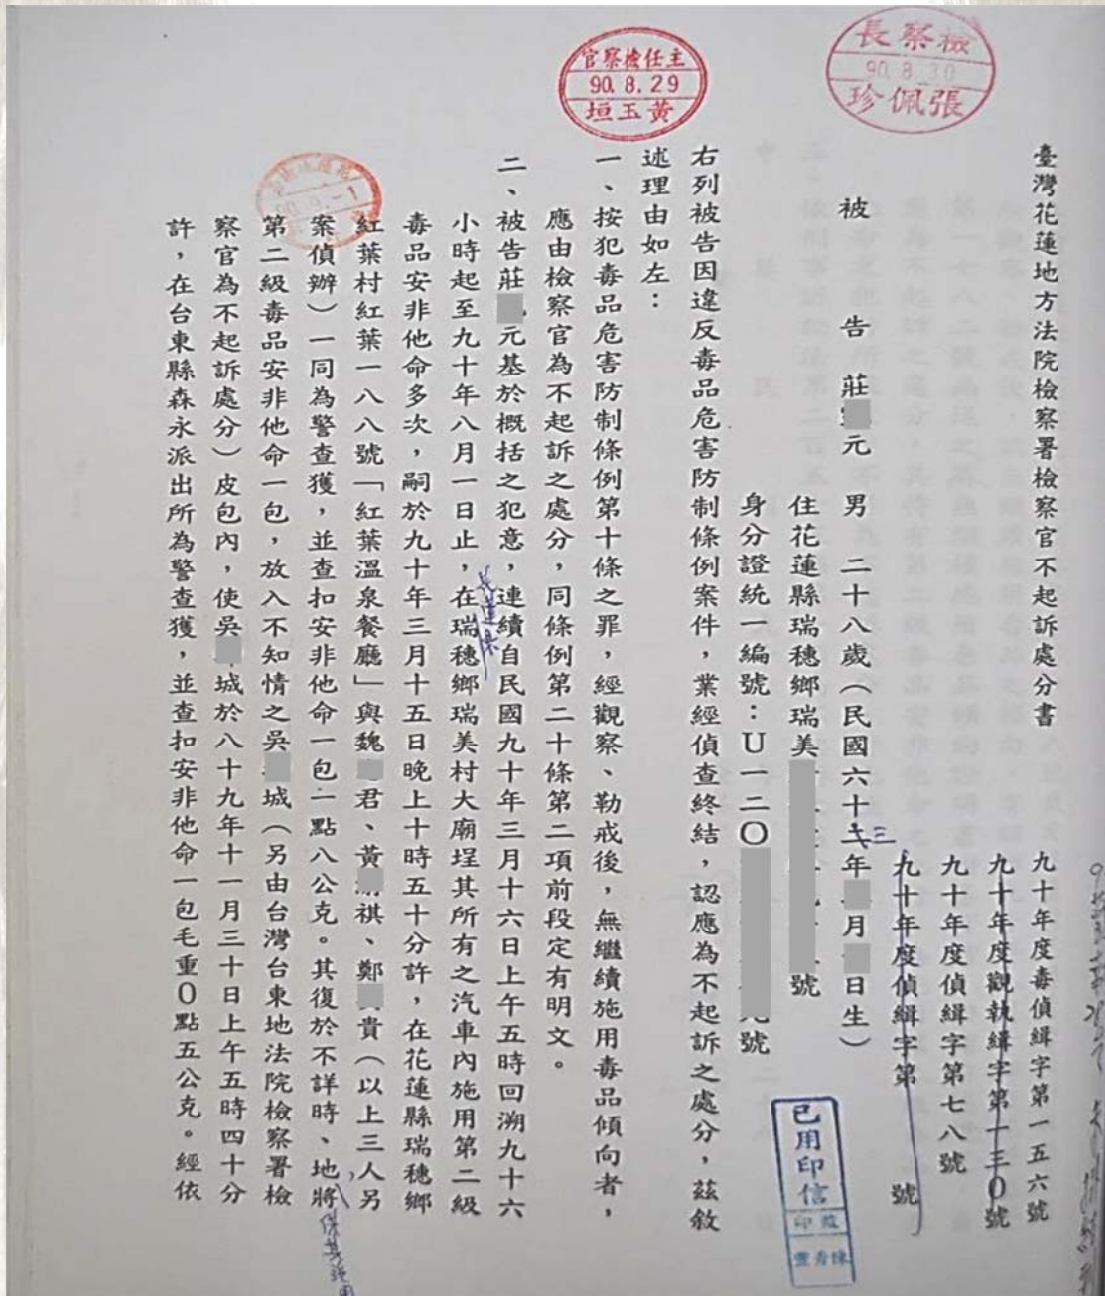 臺灣花蓮地方法院檢察署檢察官不起訴處分書
九十年度毒偵緝字第一五六號
九十年度觀執緝字第一三0號
九十年度偵緝字第七八號
九十年度偵緝字第 號
被 告 莊 元 男 二十八歲(民國六十三年 月 日生)
住花蓮縣瑞穗鄉瑞美 號
身分證統一編號:U一二○ 號
右列被告因違反毒品危害防制條例案件,業經偵查終結,認應為不起訴之處分,茲敘
述理由如左:
一、按犯毒品危害防制條例第十條之罪,經觀察、勒戒後,無繼續施用毒品傾向者,
應由檢察官為不起訴之處分,同條例第二十條第二項前段定有明文。
二、被告莊 元基於概括之犯意,連續自民國九十年三月十六日上午五時回溯九十六
小時起至九十年八月一日止,在瑞穗鄉瑞美村大廟埕其所有之汽車內施用第二級
毒品安非他命多次,嗣於九十年三月十五日晚上十時五十分許,在花蓮縣瑞穗鄉
紅葉村紅葉一八八號「紅葉溫泉餐廳」與魏 君、黃 祺、鄭 貴(以上三人另
案偵辦)一同為警查獲,並查扣安非他命一包一點八公克。其復於不詳時、地,將
第二級毒品安非他命一包,放入不知情之吳 城(另由台灣台東地法院檢察署檢
察官為不起訴處分)皮包內,使吳 城於八十九年十一月三十日上午五時四十分
許,在台東縣森永派出所為警查獲,並查扣安非他命一包毛重0點五公克。經依
檢察長
90.8.30
張佩珍
主任檢察官
90.8.29
黃玉垣
90.9.-1
已用印信